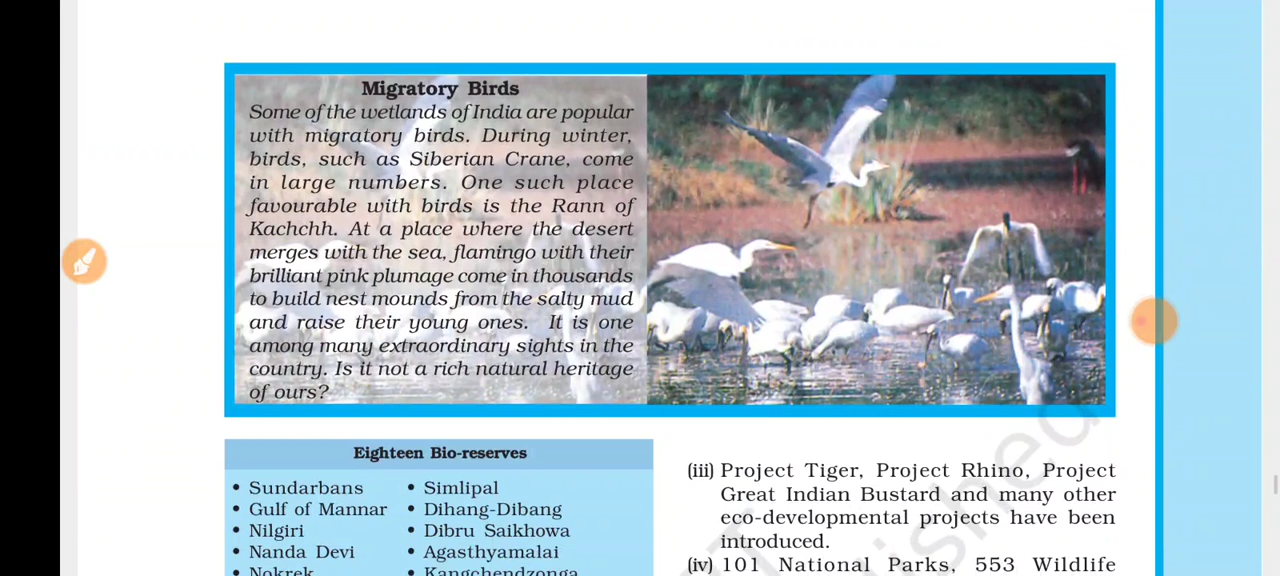 Migratory Birds
Some of the wetlands of India are popular
with migratory birds. During winter,
birds, such as Siberian Crane, come
in large numbers. One such place
favourable with birds is the Rann of
Kachchh. At a place where the desert
merges with the sea, flamingo with their
brilliant pink plumage come in thousands
to build nest mounds from the salty mud
and raise their young ones. It is one
among many extraordinary sights in the
country. Is it not a rich natural heritage
of ours?
Eighteen Bio-reserves
• Sundarbans
• Gulf of Mannar
• Nilgiri
• Nanda Devi
• Nokrek
• Simlipal
• Dihang-Dibang
• Dibru Saikhowa
• Agasthyamalai
• Kangchendzonga
(iii) Project Tiger, Project Rhino, Project
Great Indian Bustard and many other
eco-developmental projects have been
introduced.
(iv) 101 National Parks, 553 Wildlife